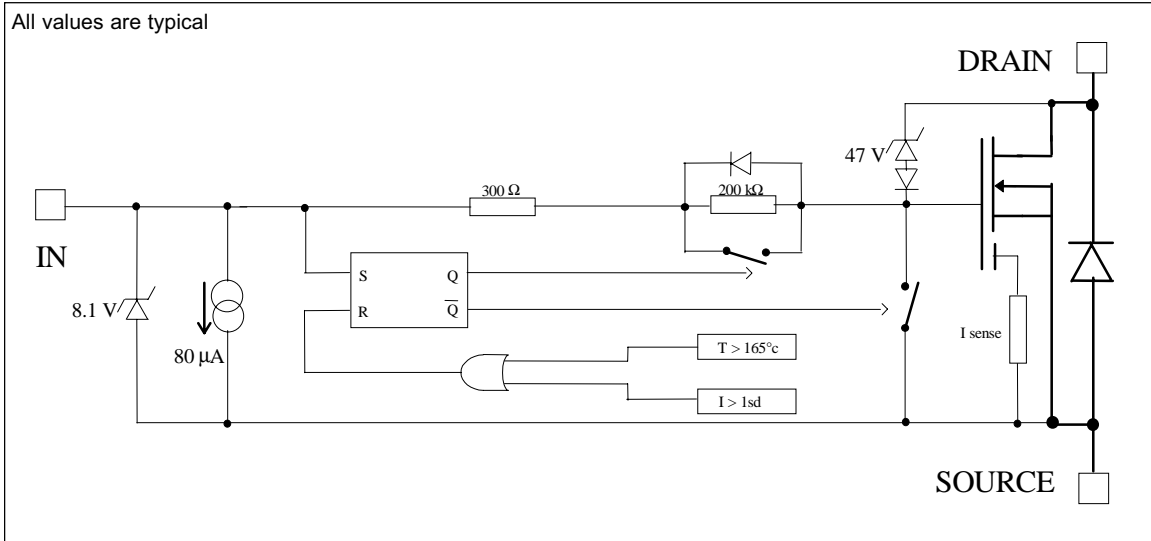 All values are typical
DRAIN
47 V
300 Ω
200 kΩ
IN
S Q
R Q̅
8.1 V
80 µA
T > 165°c
I > 1sd
I sense
SOURCE